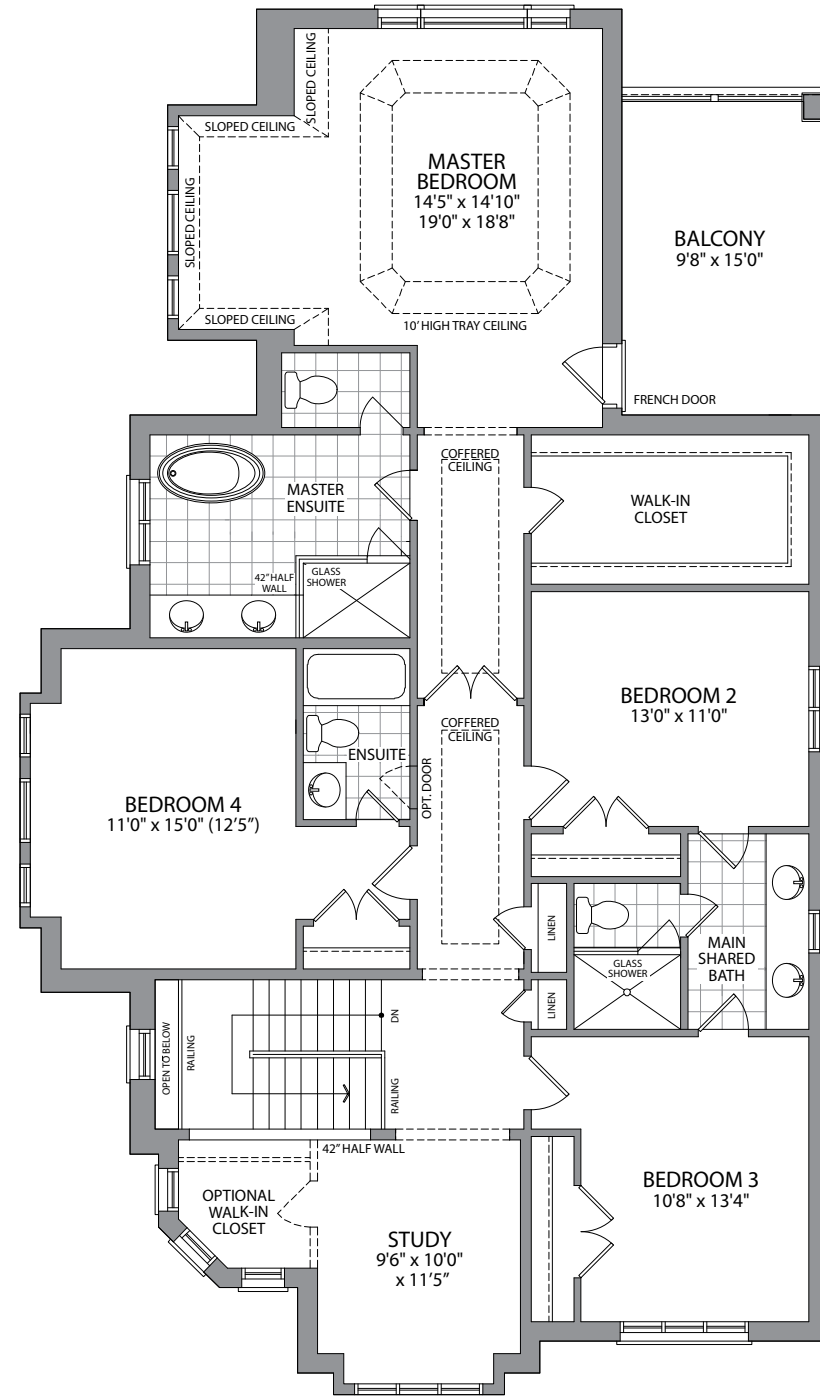 SLOPED CEILING
SLOPED CEILING
SLOPED CEILING
SLOPED CEILING
MASTER
BEDROOM
14'5" x 14'10"
19'0" x 18'8"
10' HIGH TRAY CEILING
BALCONY
9'8" x 15'0"
FRENCH DOOR
COFFERED
CEILING
MASTER
ENSUITE
WALK-IN
CLOSET
42" HALF
WALL
GLASS
SHOWER
BEDROOM 2
13'0" x 11'0"
COFFERED
CEILING
ENSUITE
OPT. DOOR
BEDROOM 4
11'0" x 15'0" (12'5")
LINEN
MAIN
SHARED
BATH
GLASS
SHOWER
LINEN
OPEN TO BELOW
RAILING
DN
RAILING
42" HALF WALL
OPTIONAL
WALK-IN
CLOSET
STUDY
9'6" x 10'0"
x 11'5"
BEDROOM 3
10'8" x 13'4"